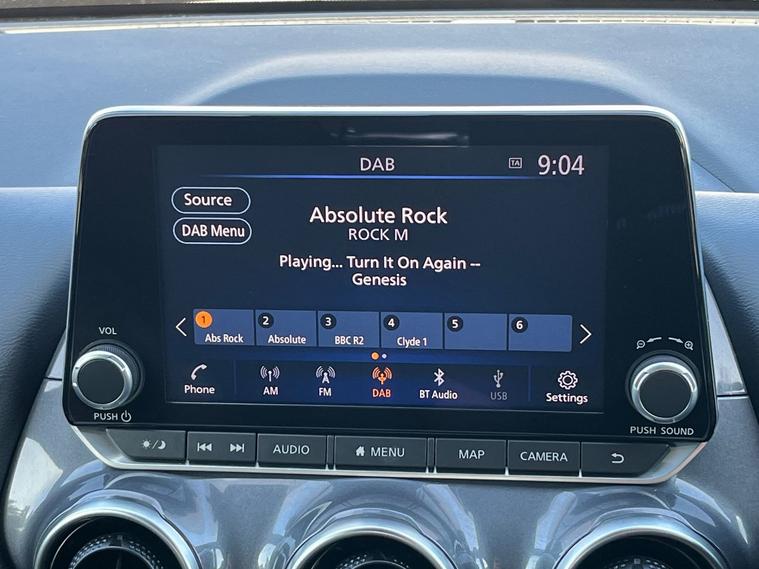 DAB
TA
9:04
Source
Absolute Rock
DAB Menu
ROCK M
Playing... Turn It On Again --
Genesis
1 2 3 4 5 6
Abs Rock Absolute BBC R2 Clyde 1
VOL
Phone AM FM DAB BT Audio USB Settings
PUSH
PUSH SOUND
AUDIO MENU MAP CAMERA